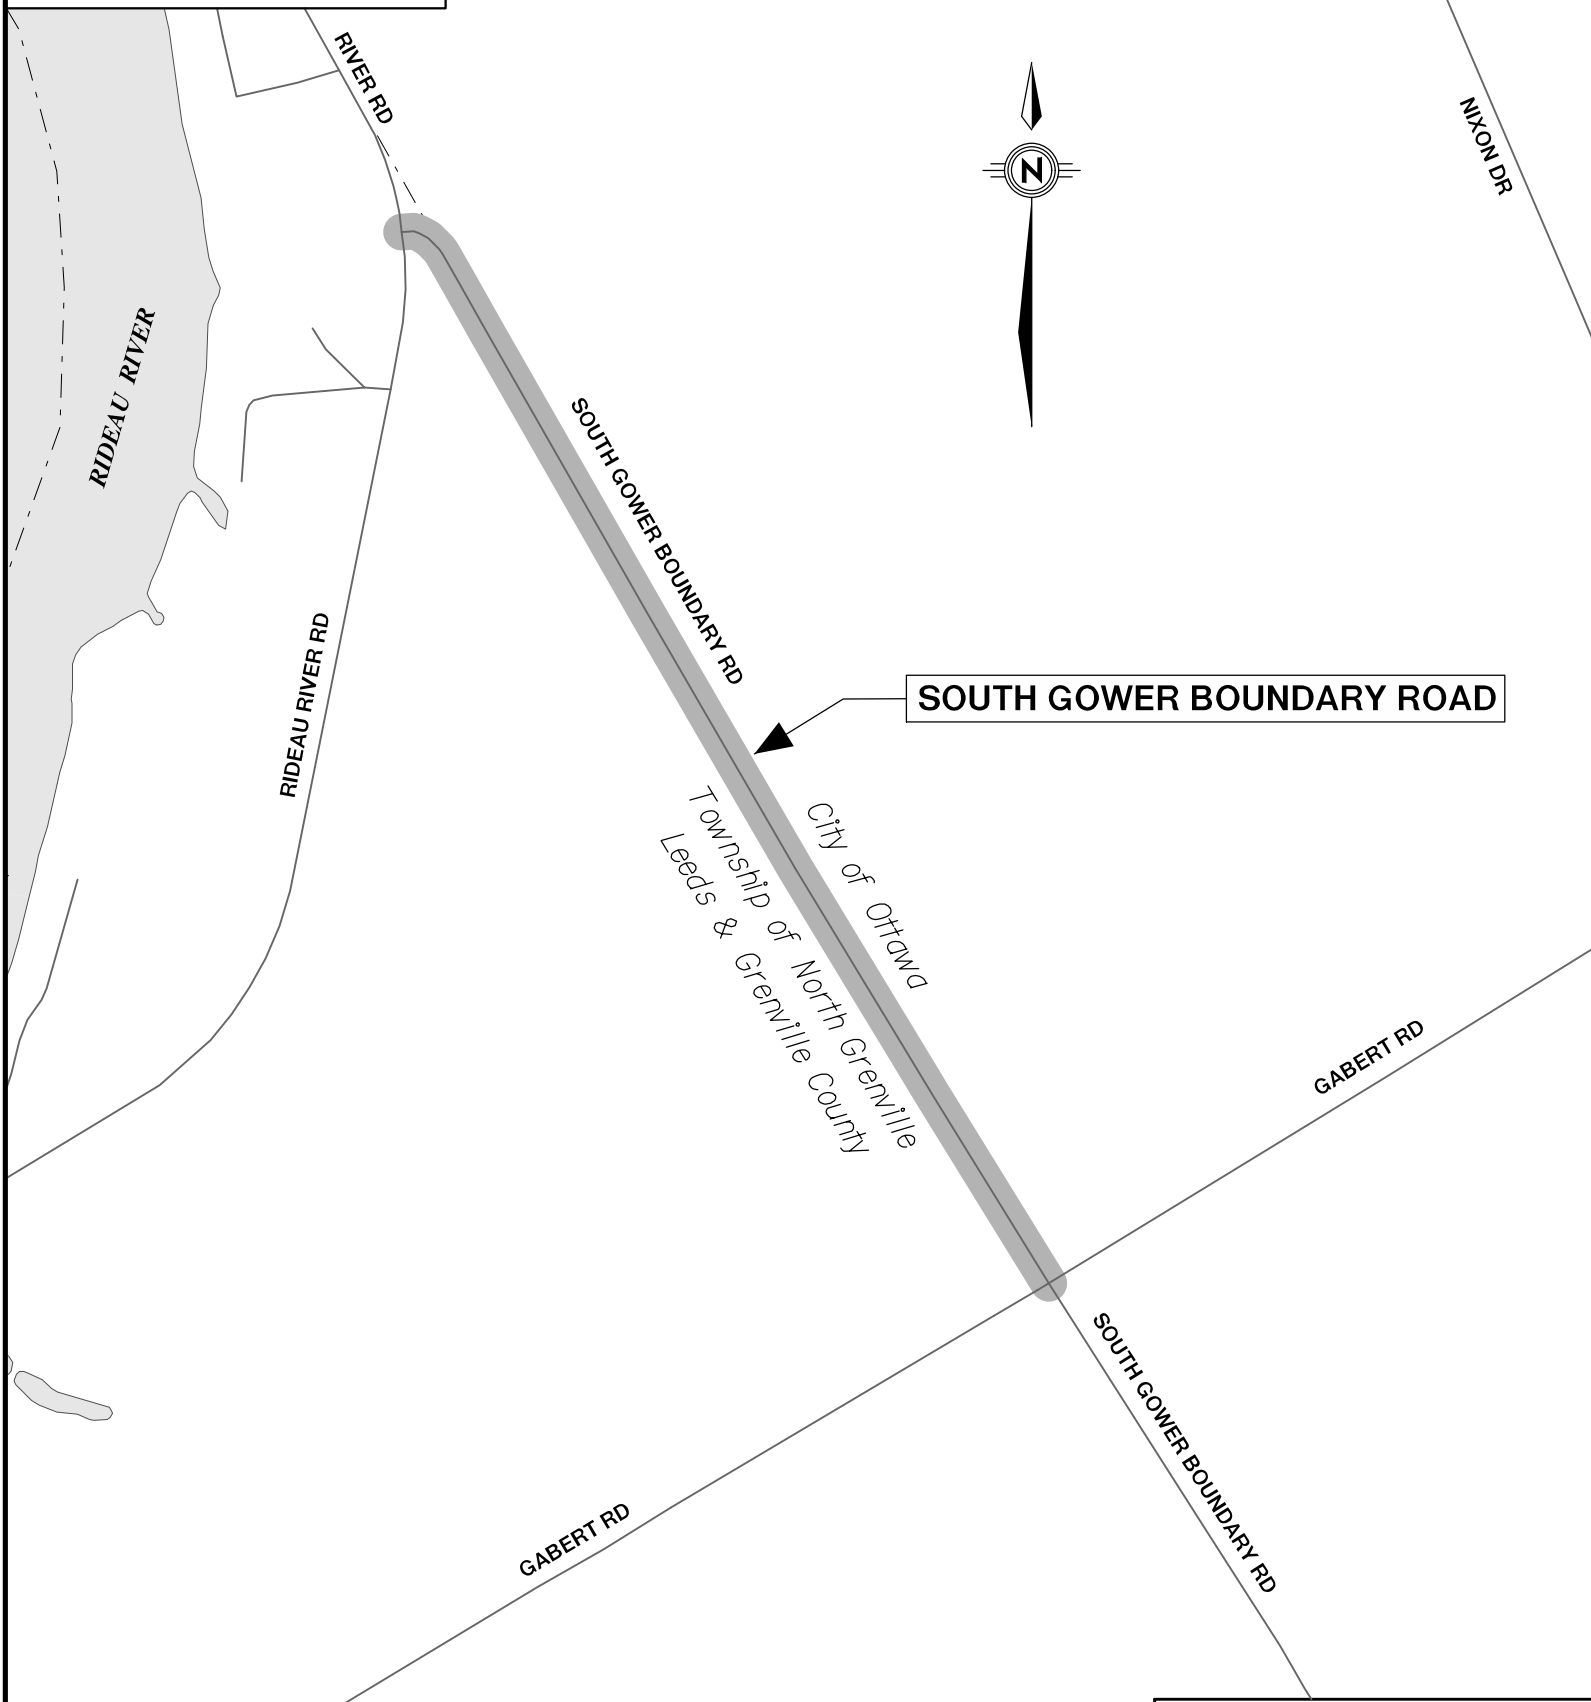 RIVER RD
NIXON DR
N
RIDEAU RIVER
SOUTH GOWER BOUNDARY RD
RIDEAU RIVER RD
SOUTH GOWER BOUNDARY ROAD
City of Ottawa
Township of North Grenville
Leeds & Grenville County
GABERT RD
SOUTH GOWER BOUNDARY RD
GABERT RD